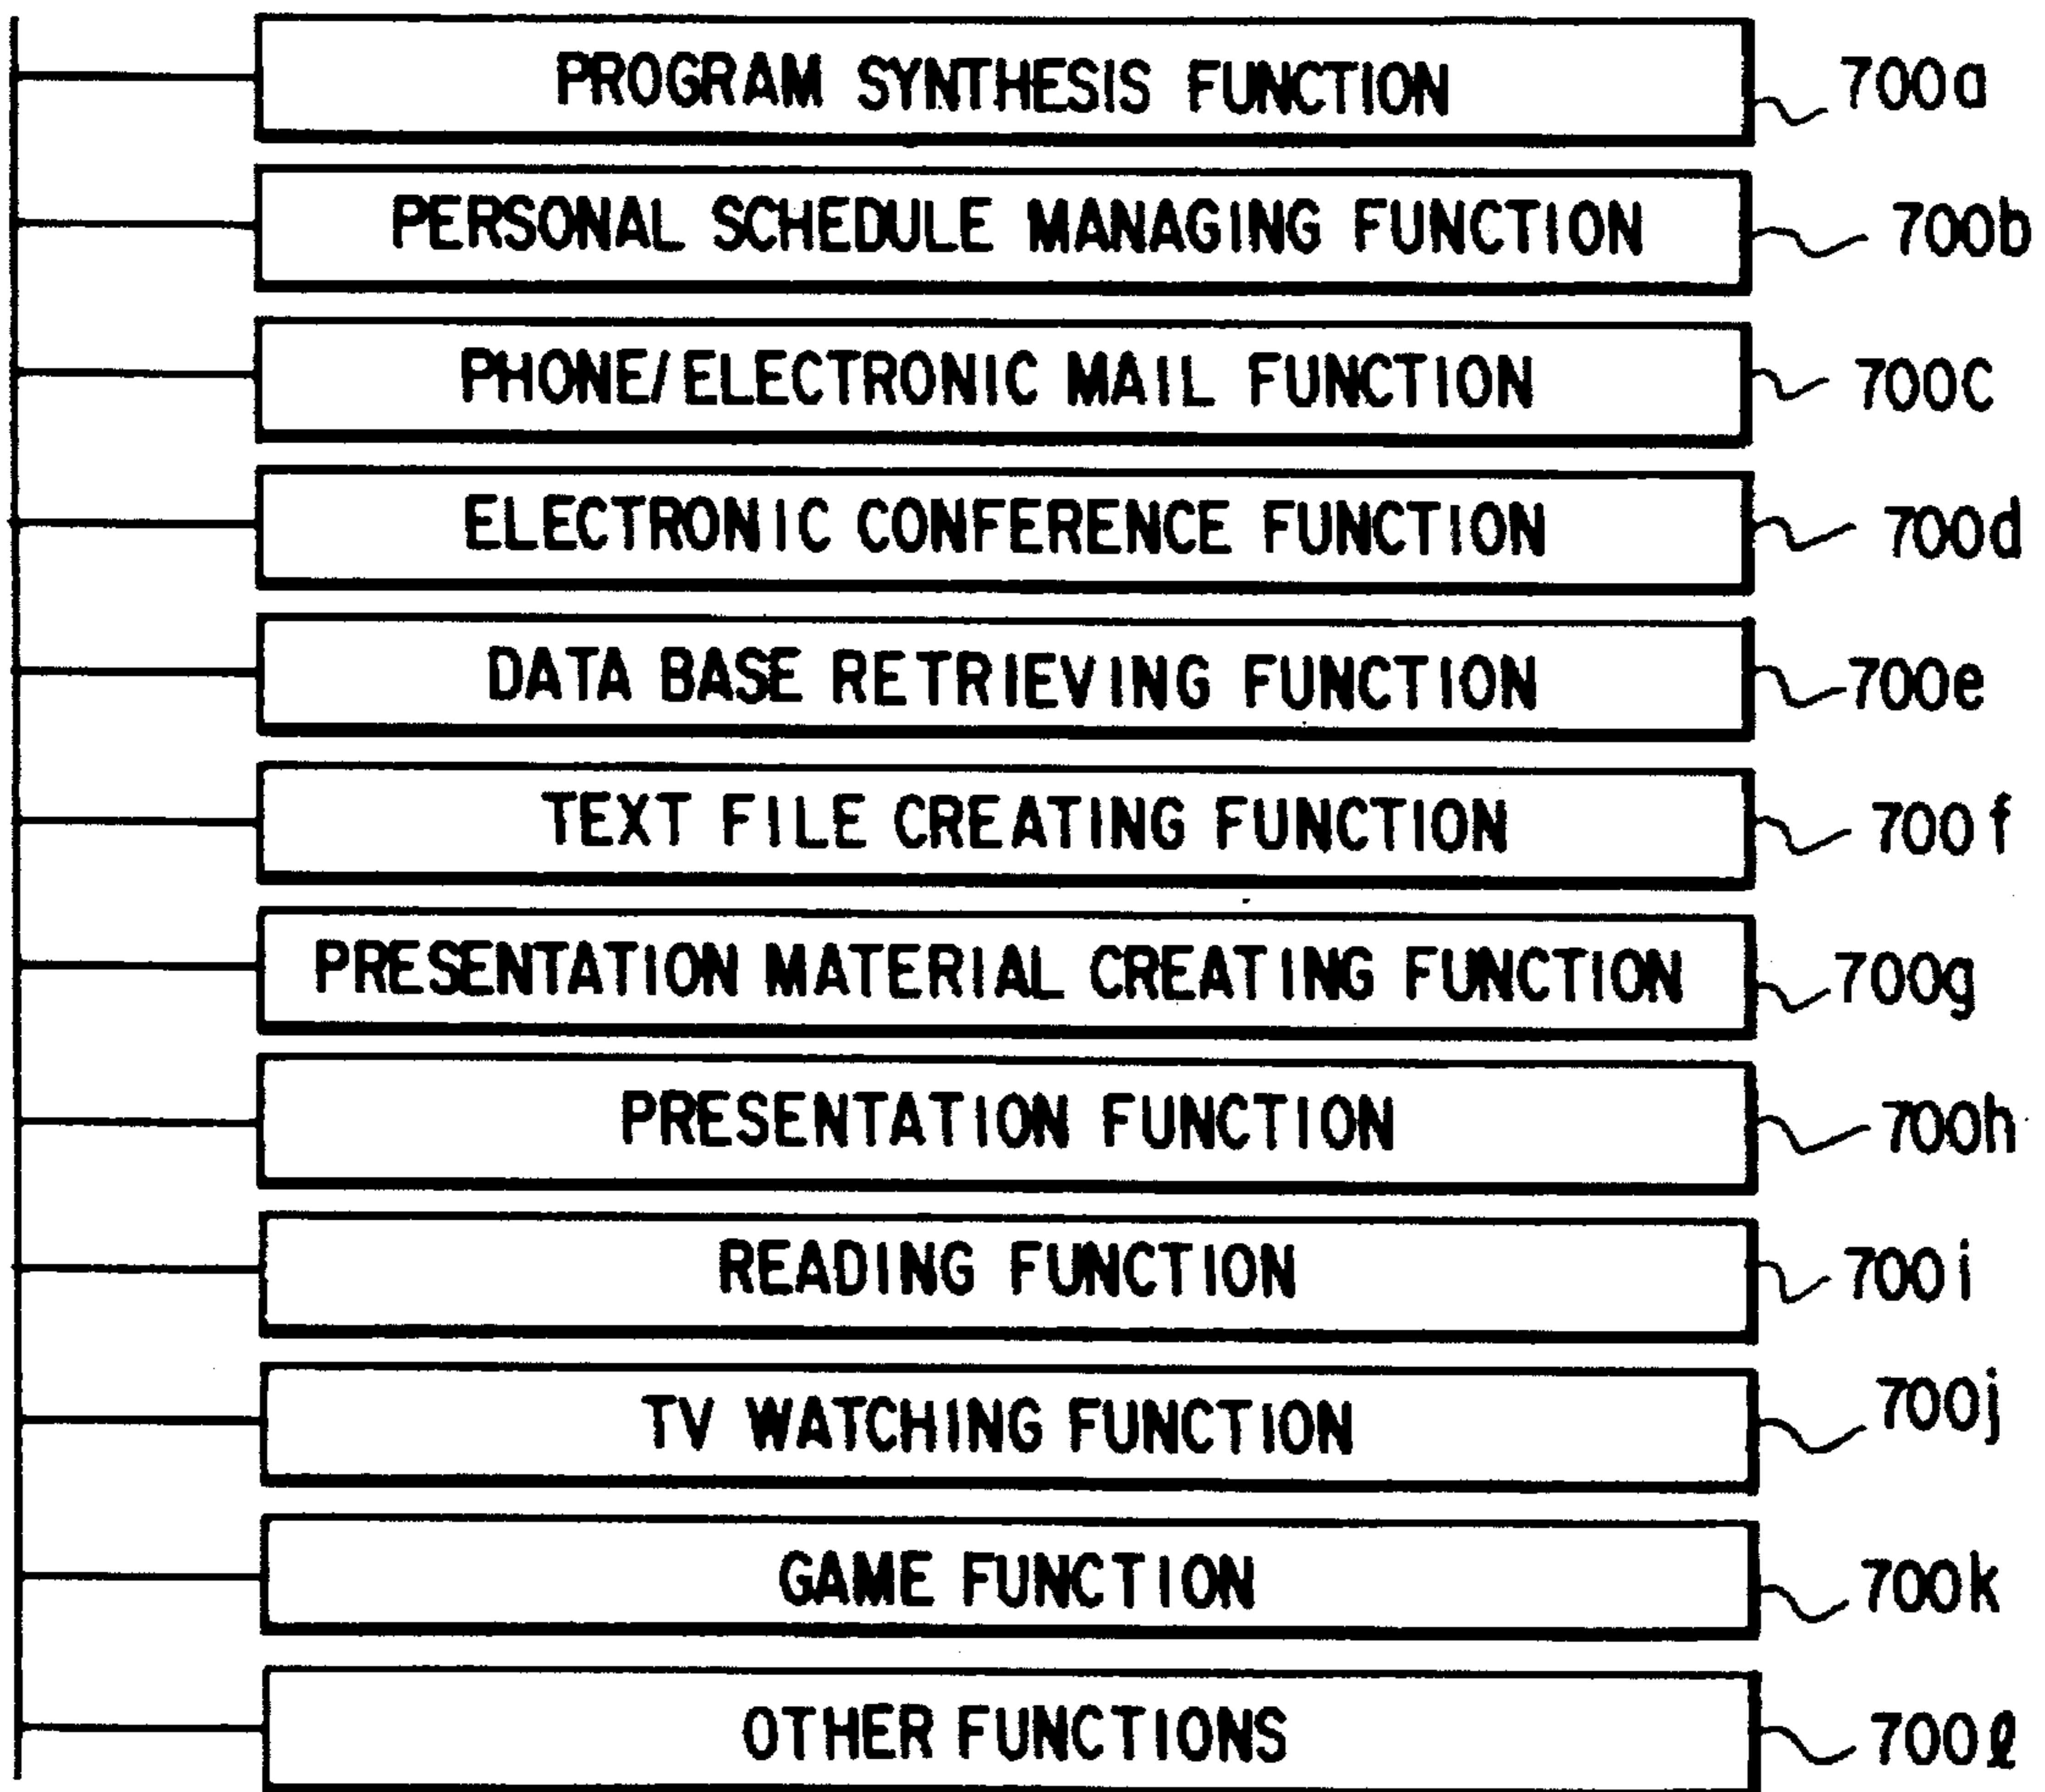 PROGRAM SYNTHESIS FUNCTION 700a
PERSONAL SCHEDULE MANAGING FUNCTION 700b
PHONE/ELECTRONIC MAIL FUNCTION 700C
ELECTRONIC CONFERENCE FUNCTION 700d
DATA BASE RETRIEVING FUNCTION 700e
TEXT FILE CREATING FUNCTION 700f
PRESENTATION MATERIAL CREATING FUNCTION 700g
PRESENTATION FUNCTION 700h
READING FUNCTION 700i
TV WATCHING FUNCTION 700j
GAME FUNCTION 700k
OTHER FUNCTIONS 700ℓ